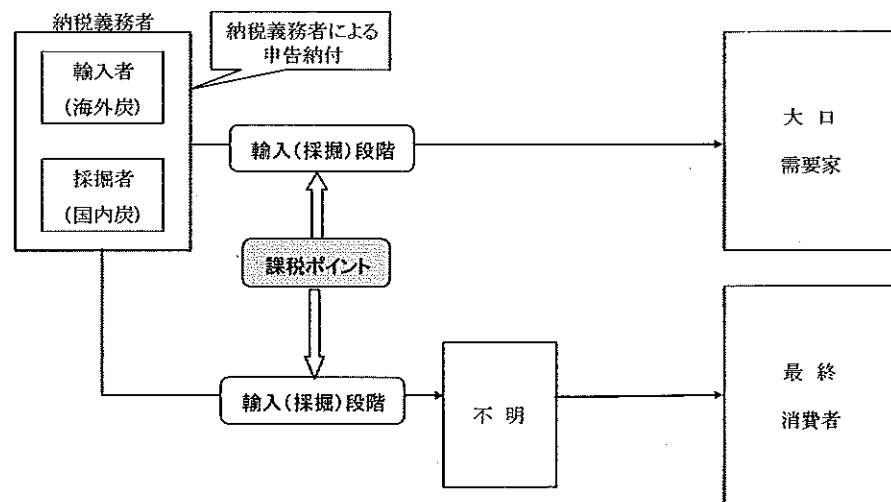 納税義務者
納税義務者による
申告納付
輸入者
(海外炭)
採掘者
(国内炭)
輸入(採掘)段階
大 口
需要家
課税ポイント
輸入(採掘)段階
不 明
最 終
消費者